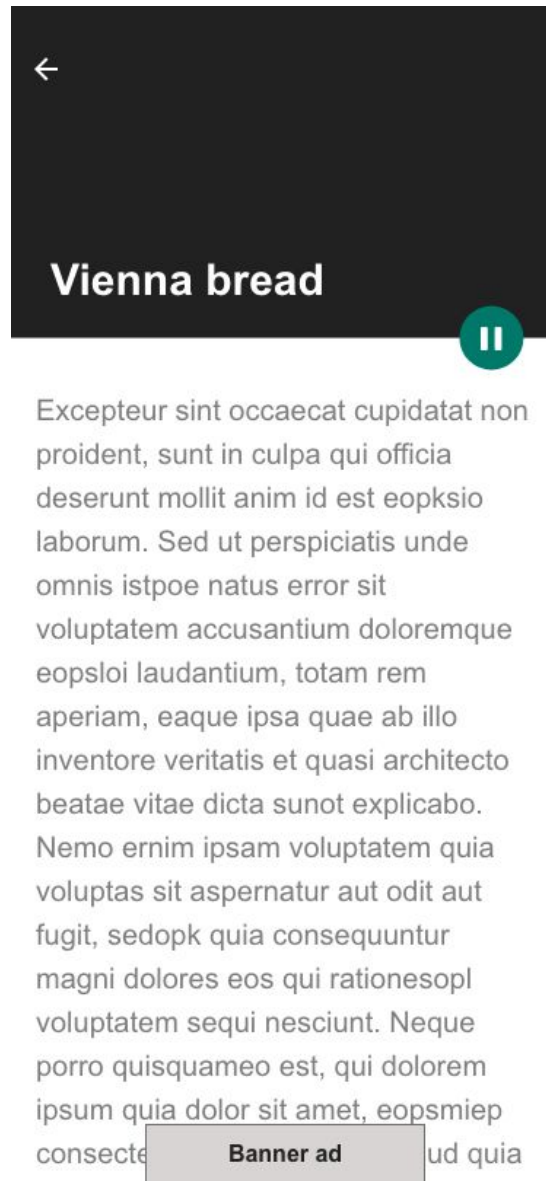 Vienna bread
Excepteur sint occaecat cupidatat non
proident, sunt in culpa qui officia
deserunt mollit anim id est eopksio
laborum. Sed ut perspiciatis unde
omnis istpoe natus error sit
voluptatem accusantium doloremque
eopsloi laudantium, totam rem
aperiam, eaque ipsa quae ab illo
inventore veritatis et quasi architecto
beatae vitae dicta sunot explicabo.
Nemo ernim ipsam voluptatem quia
voluptas sit aspernatur aut odit aut
fugit, sedopk quia consequuntur
magni dolores eos qui rationesopl
voluptatem sequi nesciunt. Neque
porro quisquameo est, qui dolorem
ipsum quia dolor sit amet, eopsmiep
consecte Banner ad ud quia